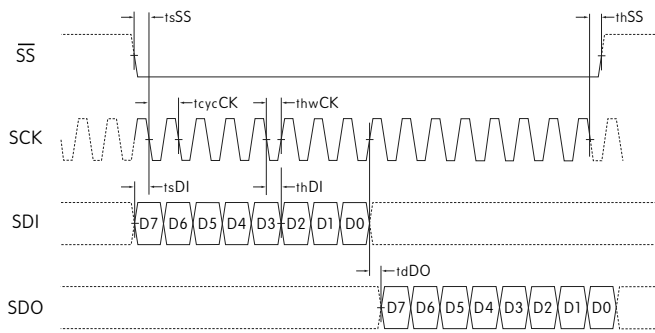 tsSS
thSS
SS
tcycCK
thwCK
SCK
tsDI
thDI
SDI
D7 D6 D5 D4 D3 D2 D1 D0
tdDO
SDO
D7 D6 D5 D4 D3 D2 D1 D0